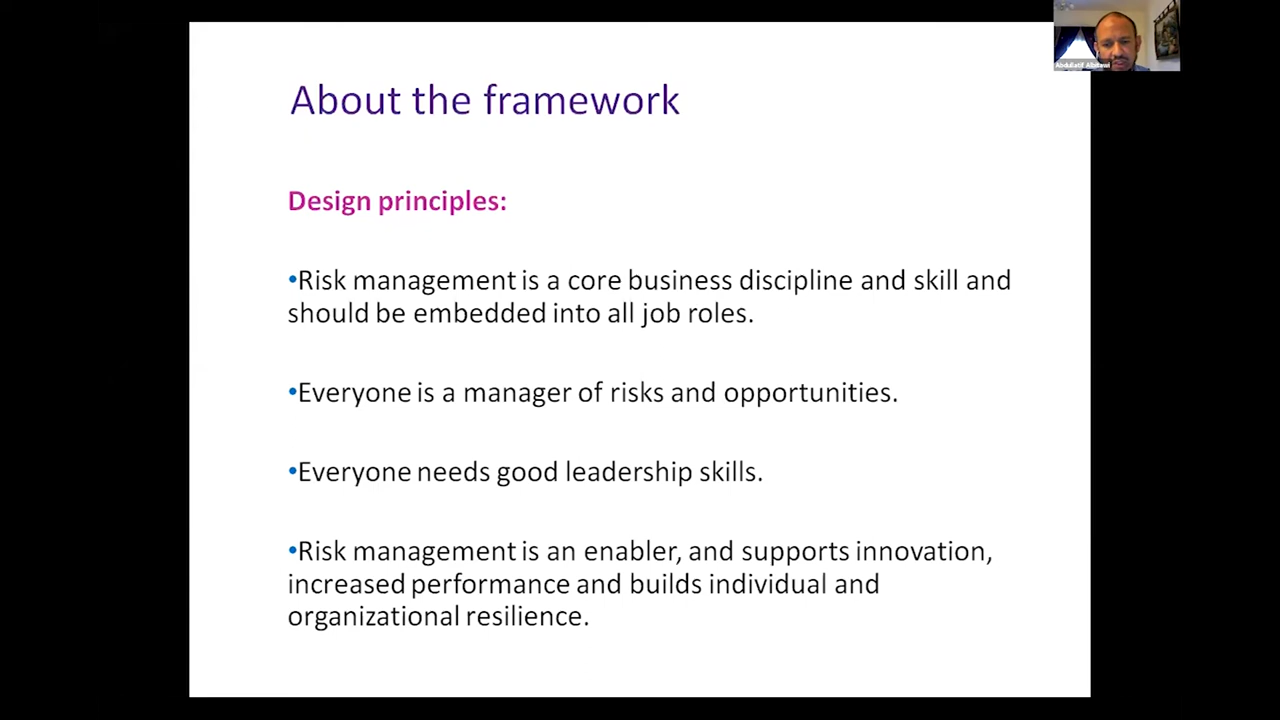 Abdullatif Albitawi
About the framework
Design principles:
•Risk management is a core business discipline and skill and
should be embedded into all job roles.
•Everyone is a manager of risks and opportunities.
•Everyone needs good leadership skills.
•Risk management is an enabler, and supports innovation,
increased performance and builds individual and
organizational resilience.